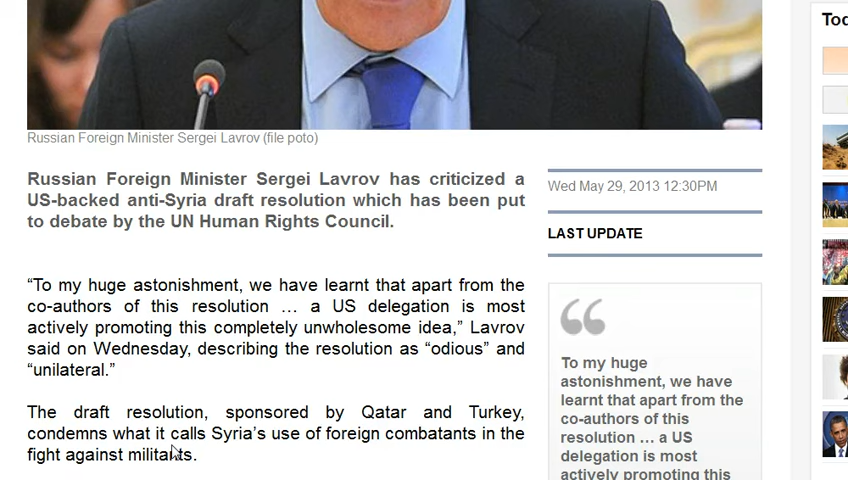 Tod
Russian Foreign Minister Sergei Lavrov (file poto)
Russian Foreign Minister Sergei Lavrov has criticized a
US-backed anti-Syria draft resolution which has been put
to debate by the UN Human Rights Council.
“To my huge astonishment, we have learnt that apart from the
co-authors of this resolution … a US delegation is most
actively promoting this completely unwholesome idea,” Lavrov
said on Wednesday, describing the resolution as “odious” and
“unilateral.”
The draft resolution, sponsored by Qatar and Turkey,
condemns what it calls Syria’s use of foreign combatants in the
fight against militants.
Wed May 29, 2013 12:30PM
LAST UPDATE
“
To my huge
astonishment, we have
learnt that apart from the
co-authors of this
resolution … a US
delegation is most
actively promoting this